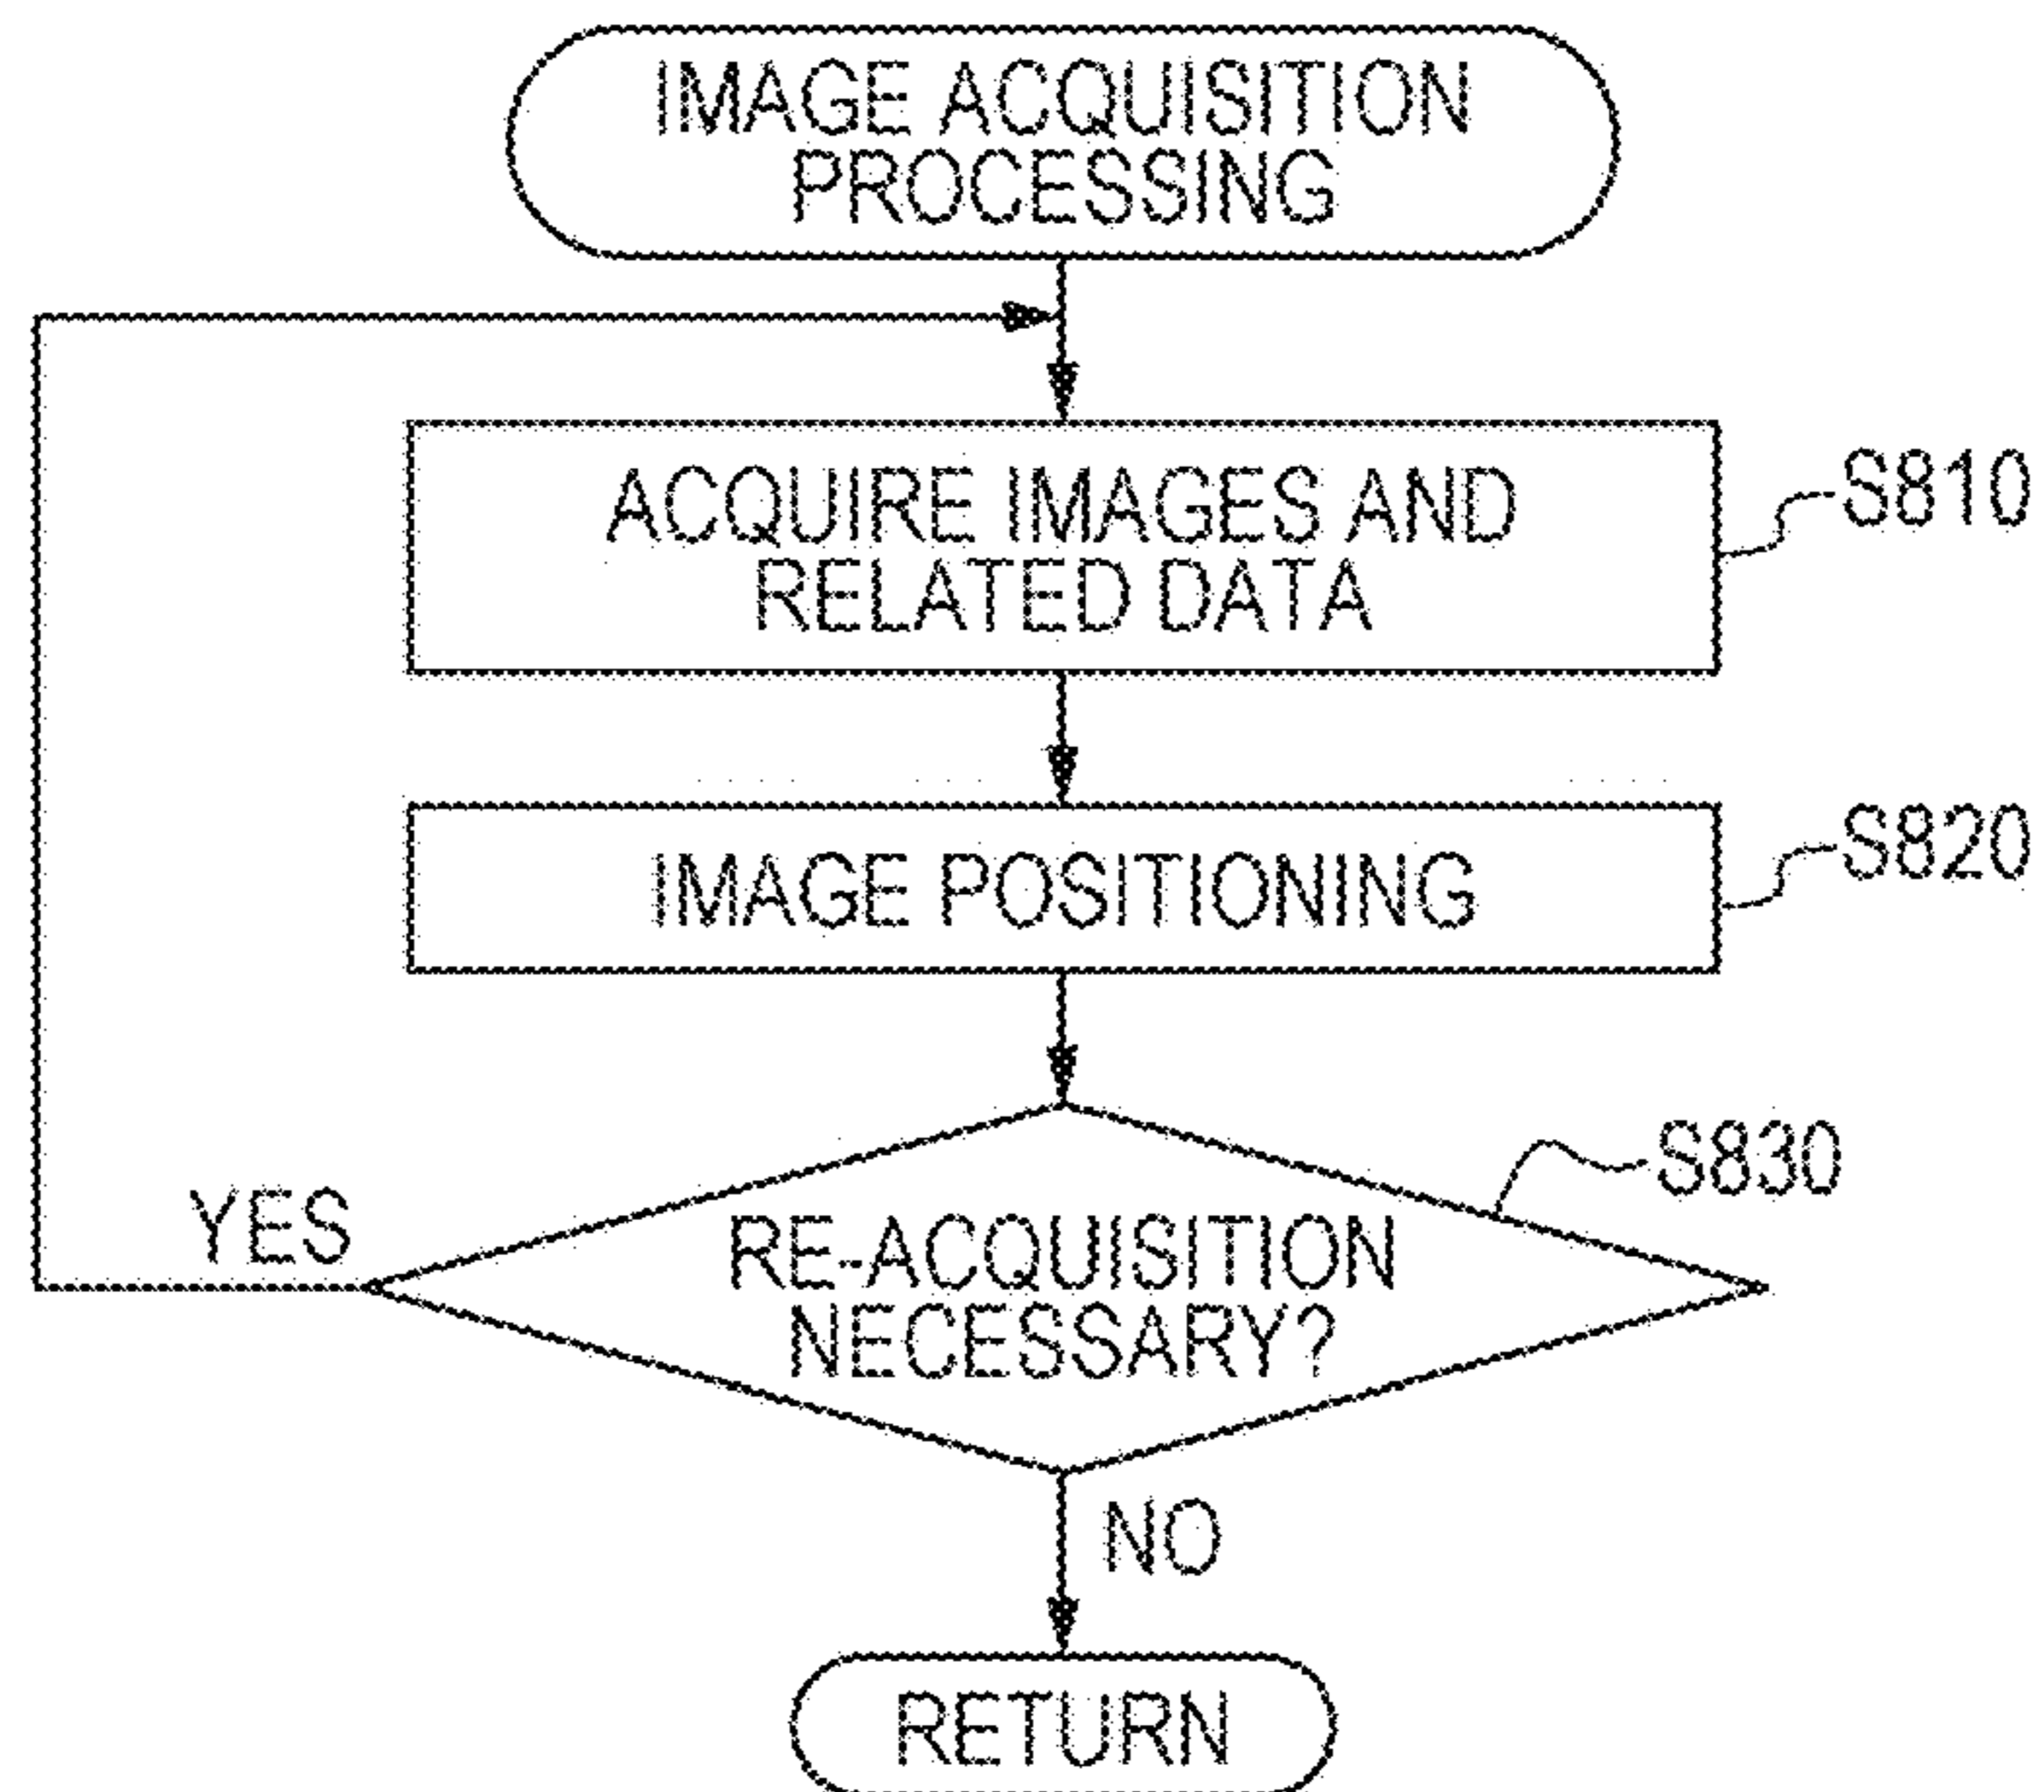 IMAGE ACQUISITION
PROCESSING
ACQUIRE IMAGES AND
RELATED DATA
S810
IMAGE POSITIONING
S820
RE-ACQUISITION
NECESSARY?
S830
YES
NO
RETURN